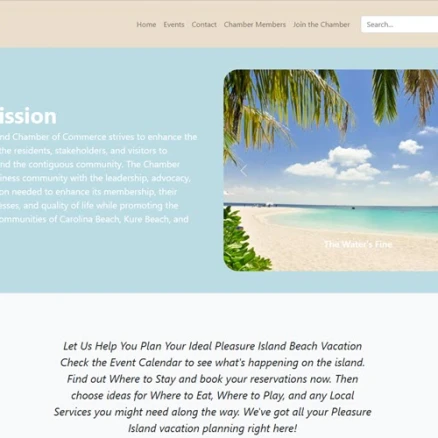 Home Events Contact Chamber Members Join the Chamber Search...
ission
nd Chamber of Commerce strives to enhance the
the residents, stakeholders, and visitors to
nd the contiguous community. The Chamber
iness community with the leadership, advocacy,
on needed to enhance its membership, their
esses, and quality of life while promoting the
ommunities of Carolina Beach, Kure Beach, and
The Water's Fine
Let Us Help You Plan Your Ideal Pleasure Island Beach Vacation
Check the Event Calendar to see what's happening on the island.
Find out Where to Stay and book your reservations now. Then
choose ideas for Where to Eat, Where to Play, and any Local
Services you might need along the way. We've got all your Pleasure
Island vacation planning right here!